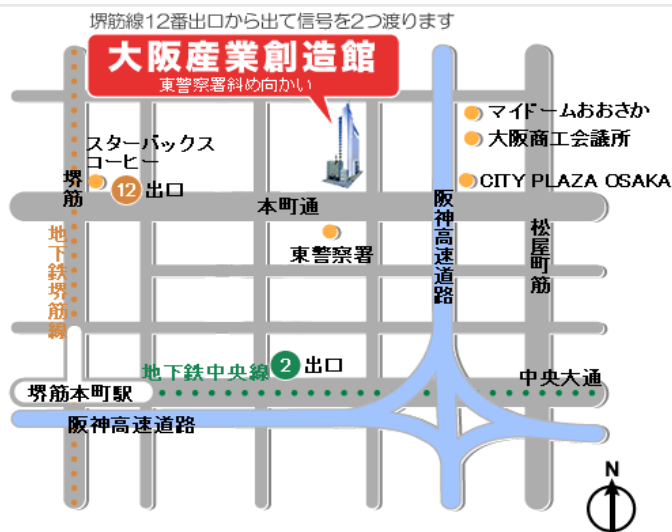 堺筋線12番出口から出て信号を2つ渡ります
大阪産業創造館
東警察署斜め向かい
マイドームおおさか
大阪商工会議所
スターバックス
コーヒー
堺筋
12 出口
CITY PLAZA OSAKA
本町通
阪神高速道路
松屋町筋
地下鉄堺筋線
東警察署
地下鉄中央線
2 出口
中央大通
堺筋本町駅
阪神高速道路
N